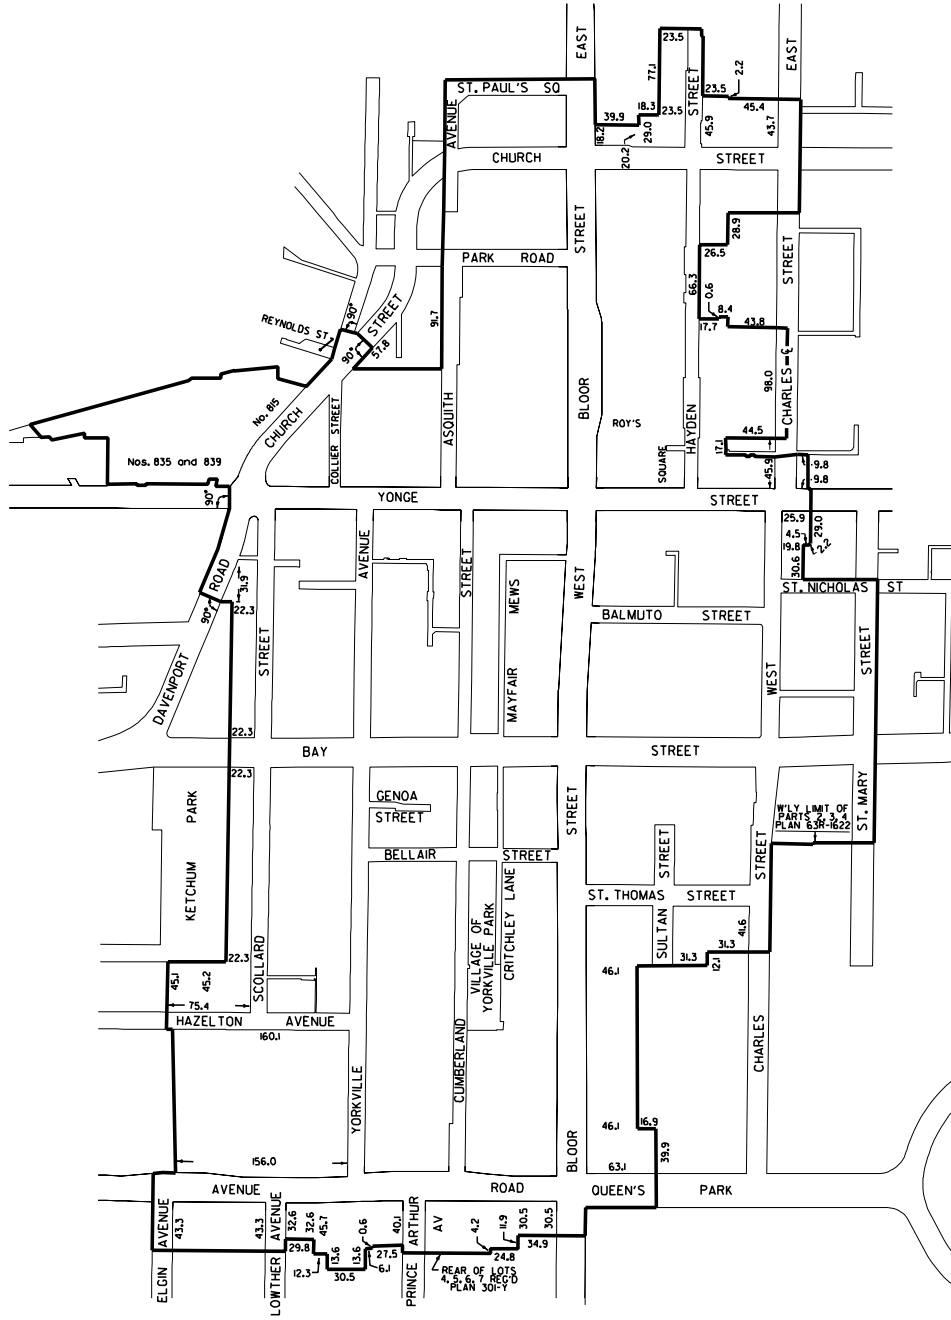 EAST
EAST
23.5
77.1
STREET
2.2
23.5
45.4
ST. PAUL'S SQ
39.9
18.3
23.5
AVENUE
18.2
29.0
20.2
45.9
43.7
CHURCH
STREET
STREET
28.9
26.5
STREET
PARK ROAD
66.3
0.6
8.4
17.7
43.8
REYNOLDS ST
90°
STREET
91.7
90°
57.8
98.0
CHARLES
BLOOR
No. 815
CHURCH
COLLIER STREET
ASQUITH
ROY'S
SQUARE
HAYDEN
44.5
17.1
45.9
9.8
9.8
Nos. 835 and 839
90°
YONGE
STREET
25.9
29.0
4.5
19.8
2.2
30.6
ROAD
31.9
AVENUE
STREET
MEWS
WEST
ST. NICHOLAS ST
90°
22.3
BALMUTO STREET
STREET
STREET
DAVENPORT
MAYFAIR
WEST
22.3
BAY
STREET
22.3
PARK
KETCHUM
GENOA
STREET
STREET
W'LY LIMIT OF
PARTS 2, 3, 4
PLAN 63R-1622
ST. MARY
BELLAIR
STREET
STREET
STREET
ST. THOMAS STREET
SULTAN
CRITCHLEY LANE
VILLAGE OF
YORKVILLE PARK
22.3
SCOLLARD
45.1
45.2
75.4
46.1
31.3
12.1
31.3
41.6
HAZELTON AVENUE
160.1
YORKVILLE
CUMBERLAND
CHARLES
46.1
16.9
39.9
BLOOR
156.0
63.1
AVENUE
ROAD
QUEEN'S
PARK
ELGIN AVENUE
43.3
43.3
LOWTHER AVENUE
32.6
32.6
45.7
29.8
12.3
13.6
30.5
13.6
0.6
6.1
27.5
40.1
PRINCE ARTHUR
AV
4.2
24.8
11.9
30.5
34.9
30.5
REAR OF LOTS
4, 5, 6, 7 REG'D
PLAN 301-Y